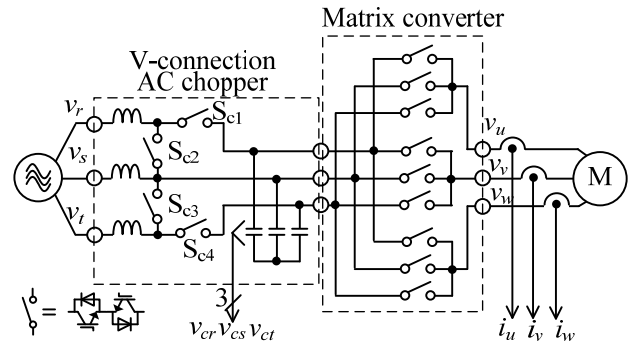 Matrix converter
V-connection
AC chopper
v_r
S_c1
v_u
v_s
S_c2
v_v
M
v_t
S_c3
v_w
S_c4
3
=
v_cr v_cs v_ct
i_u i_v i_w